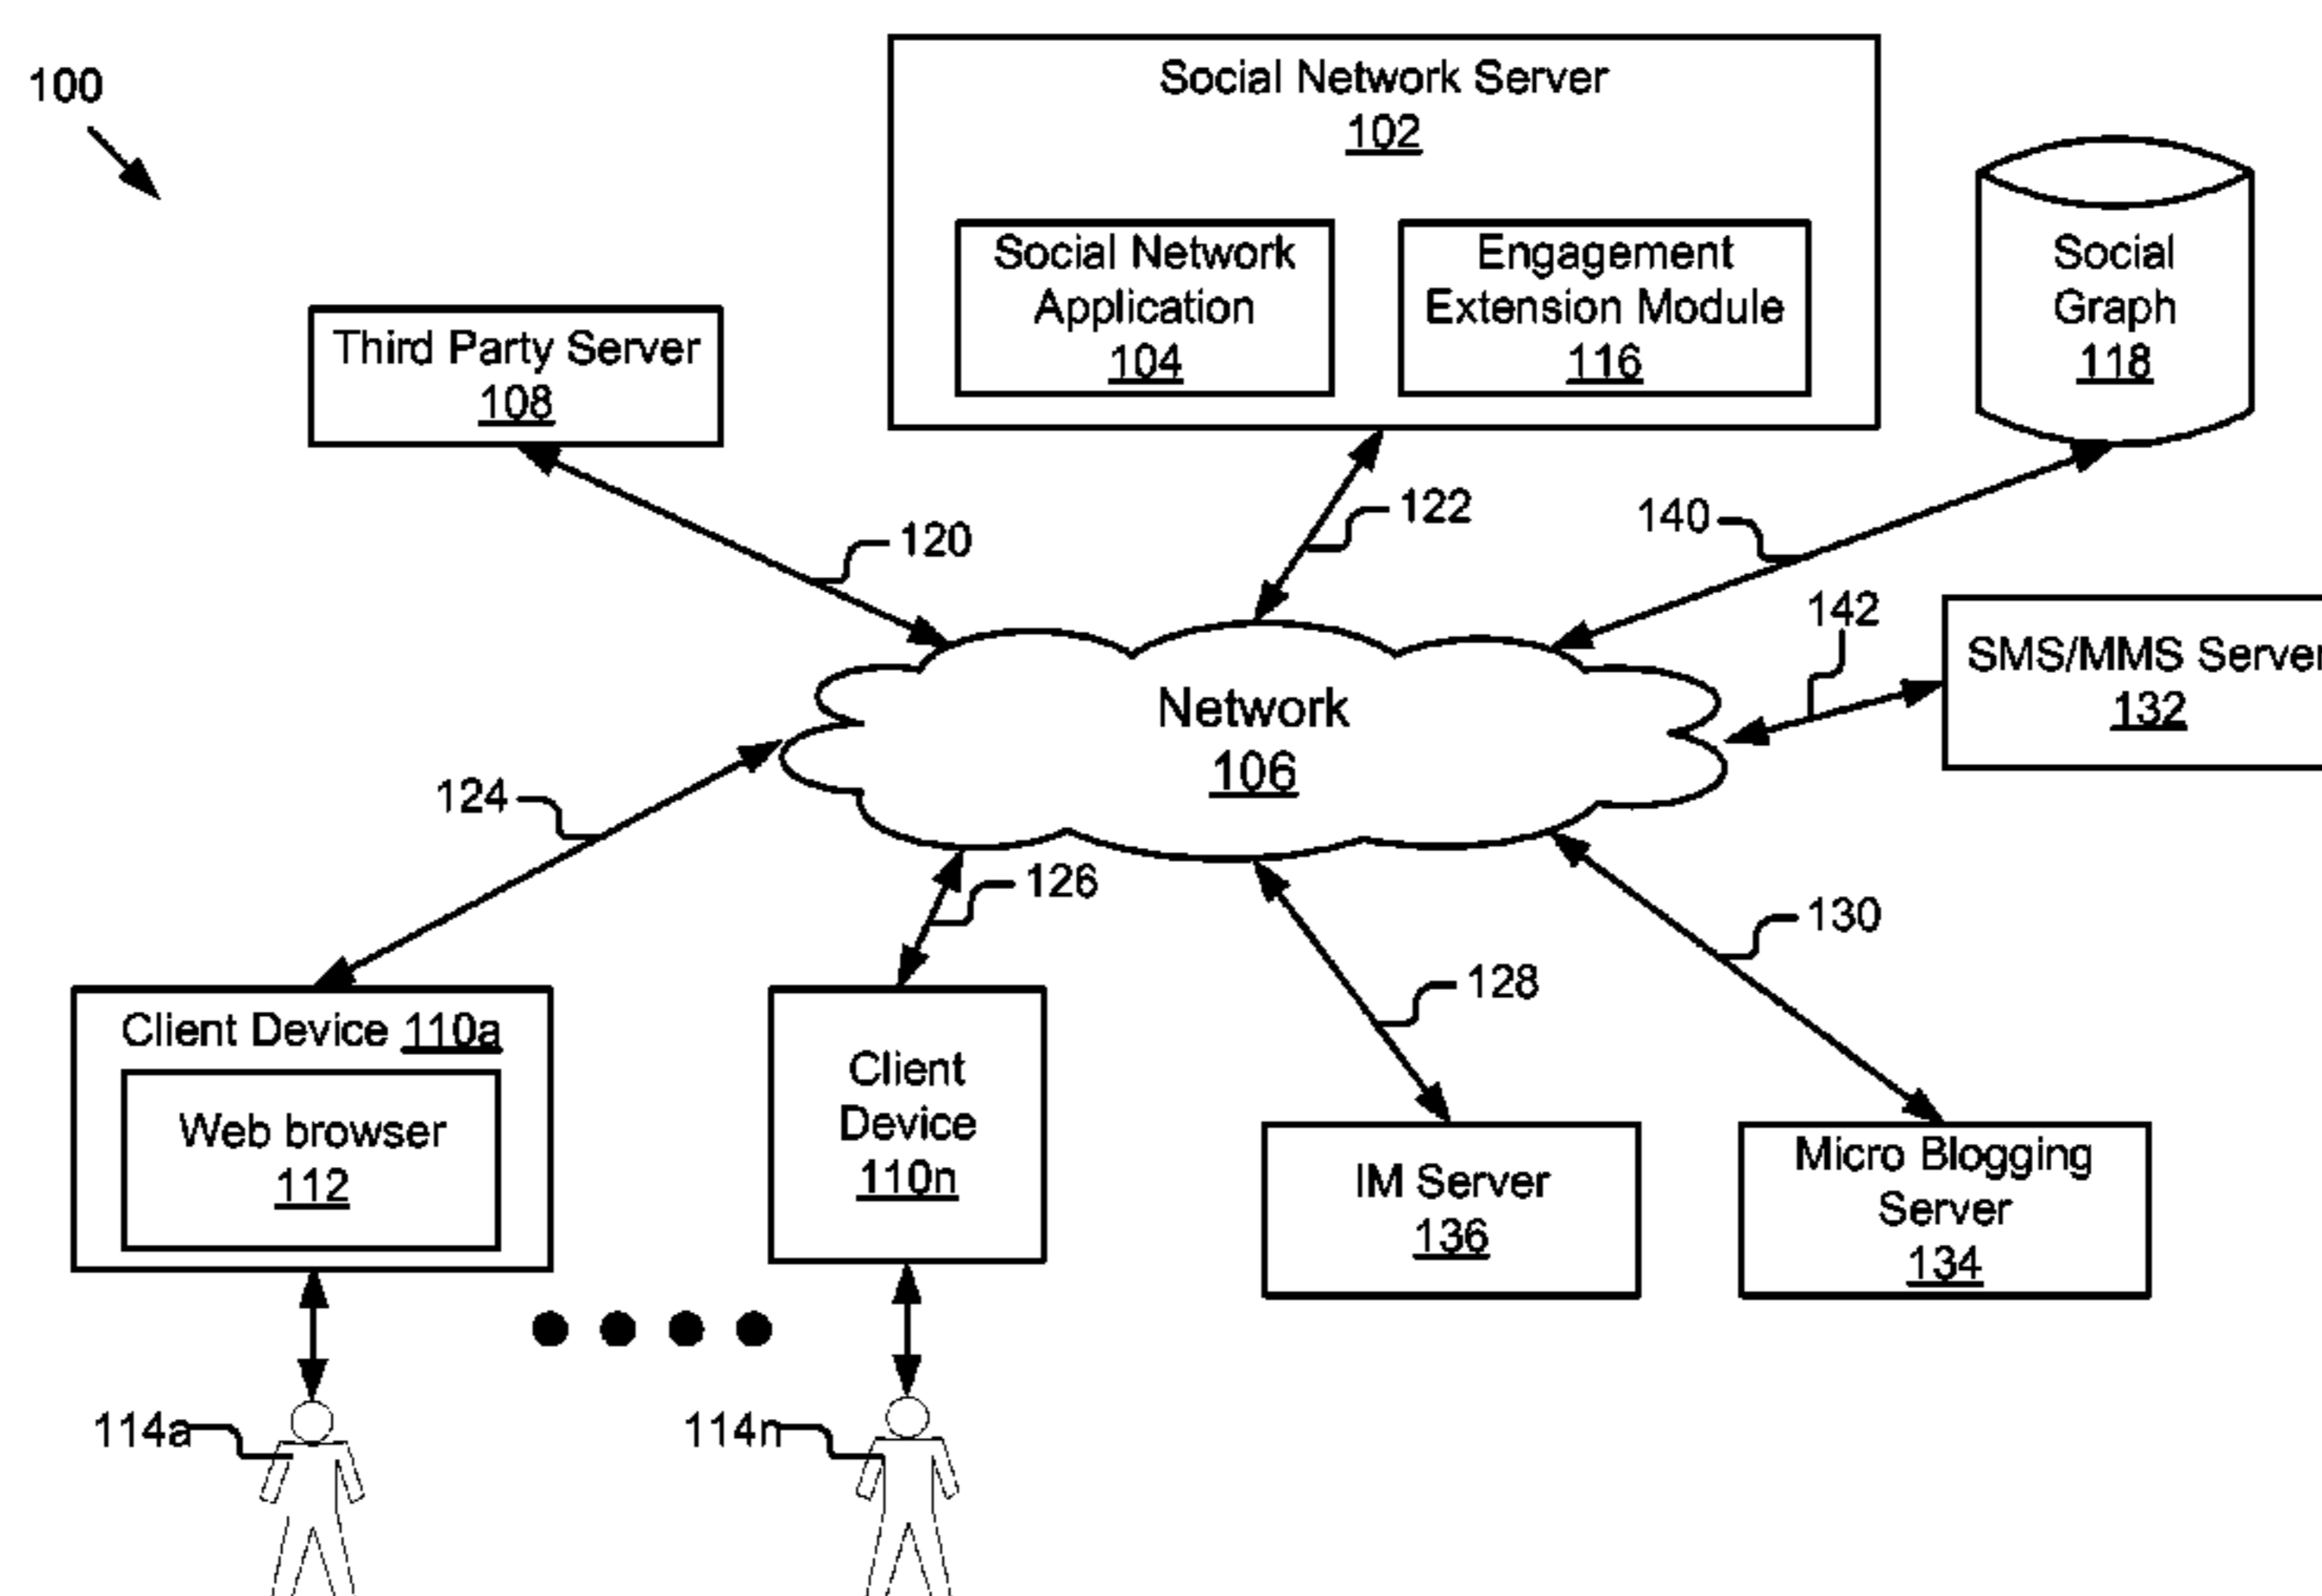 100
Social Network Server
102
Social Network
Application
104
Engagement
Extension Module
116
Social
Graph
118
Third Party Server
108
120
122
140
142
SMS/MMS Server
132
Network
106
124
126
128
130
Client Device 110a
Web browser
112
Client
Device
110n
IM Server
136
Micro Blogging
Server
134
114a
114n